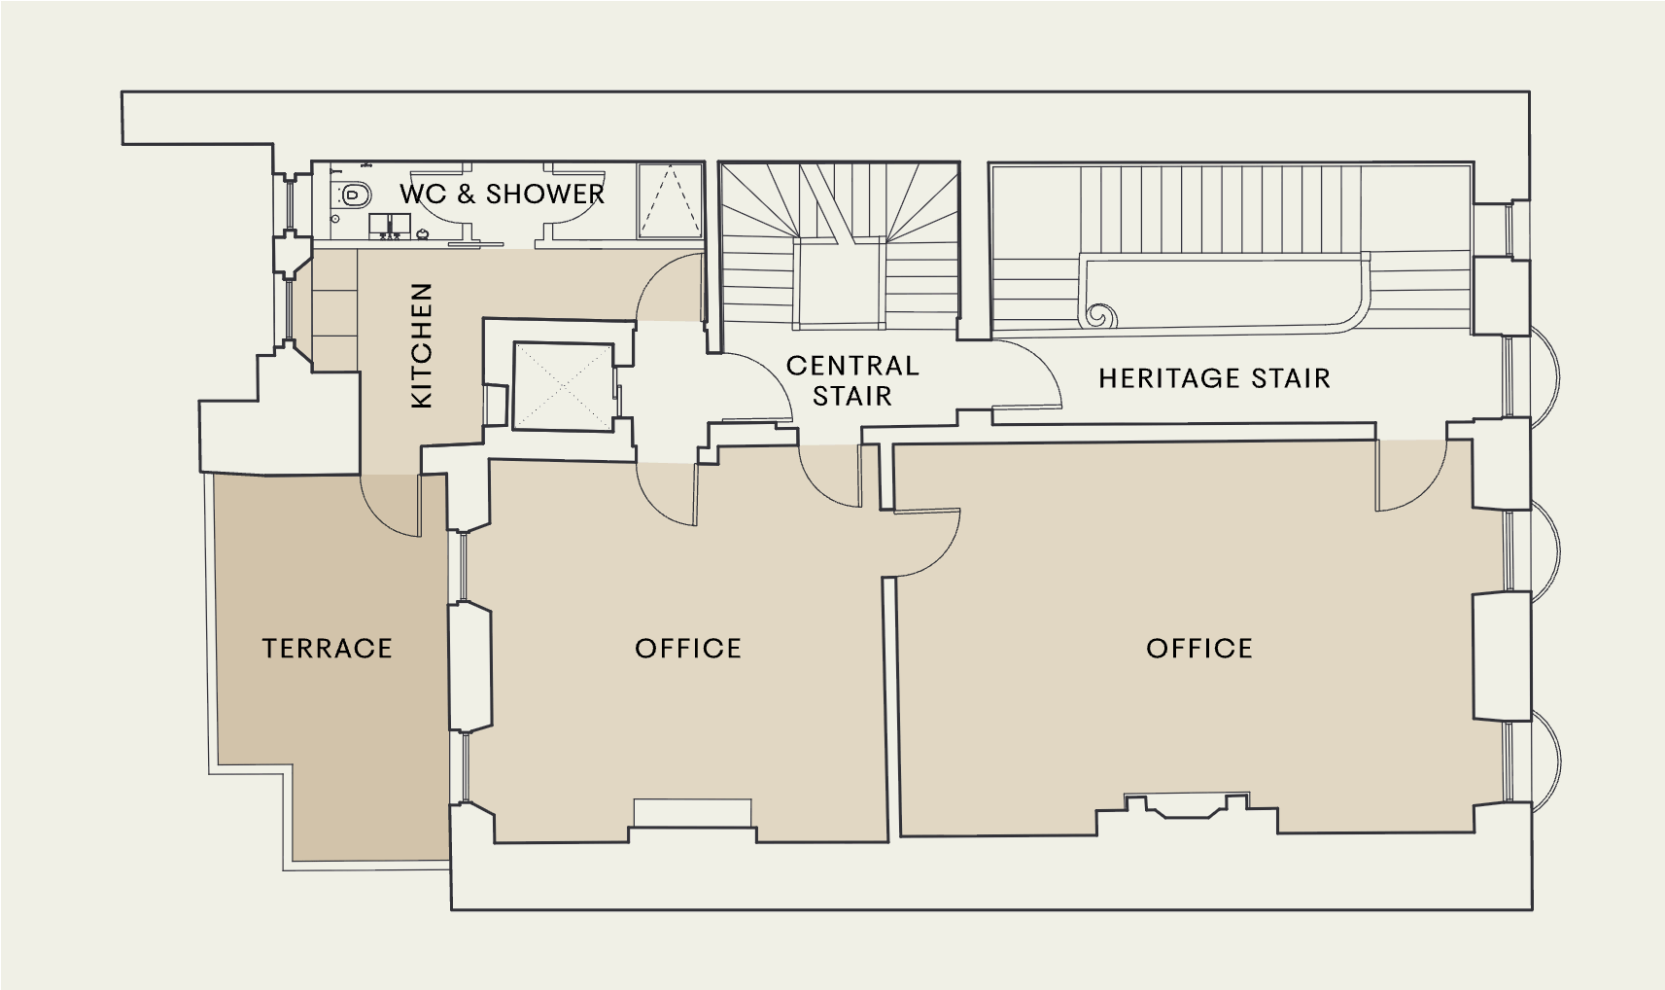 WC & SHOWER
KITCHEN
CENTRAL
STAIR
HERITAGE STAIR
TERRACE
OFFICE
OFFICE